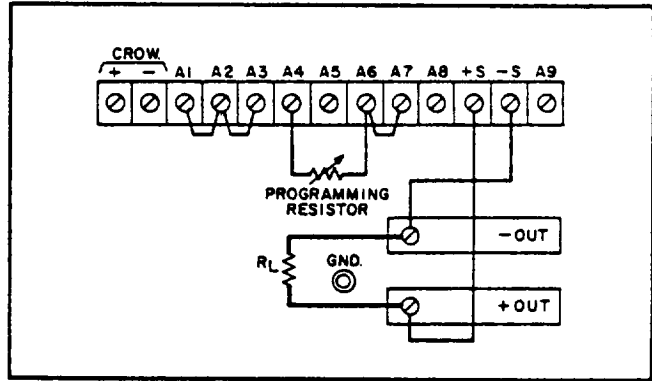 CROW.
+ - A1 A2 A3 A4 A5 A6 A7 A8 +S -S A9
PROGRAMMING
RESISTOR
-OUT
RL
GND.
+OUT